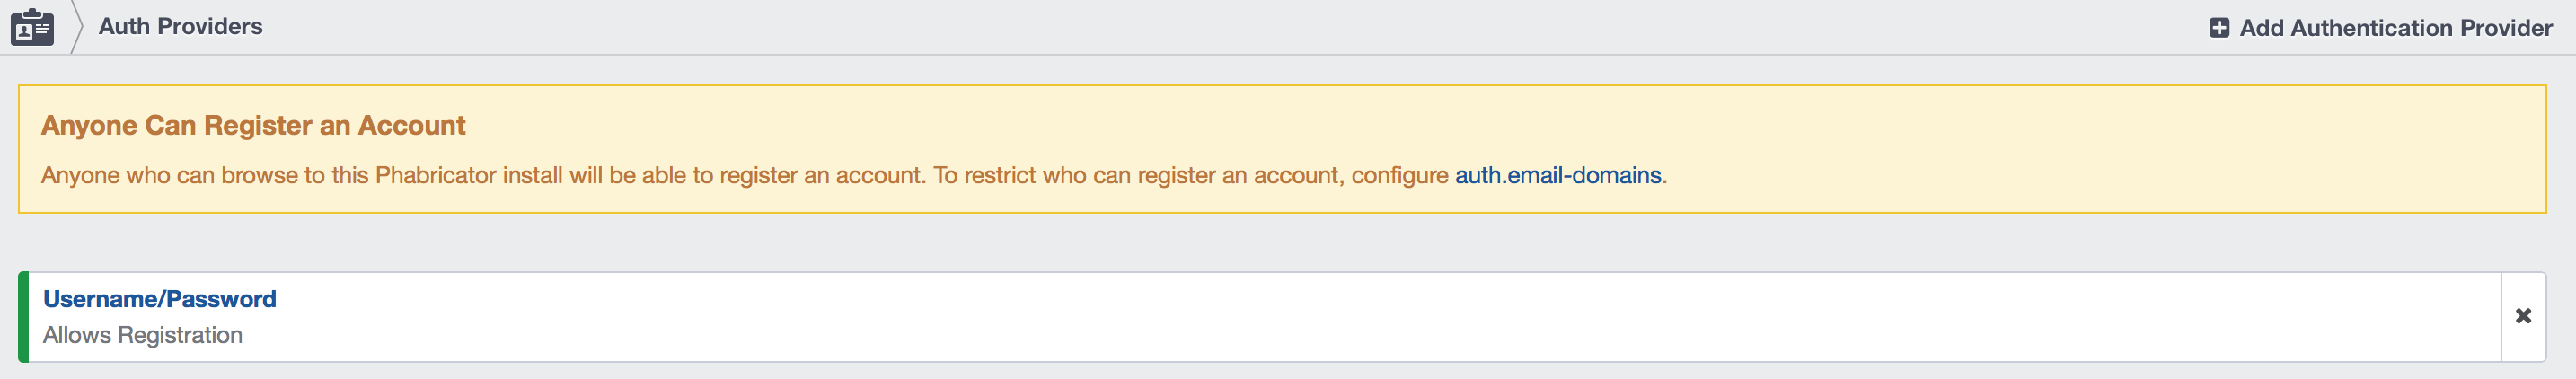 Auth Providers
Add Authentication Provider
Anyone Can Register an Account
Anyone who can browse to this Phabricator install will be able to register an account. To restrict who can register an account, configure auth.email-domains.
Username/Password
Allows Registration